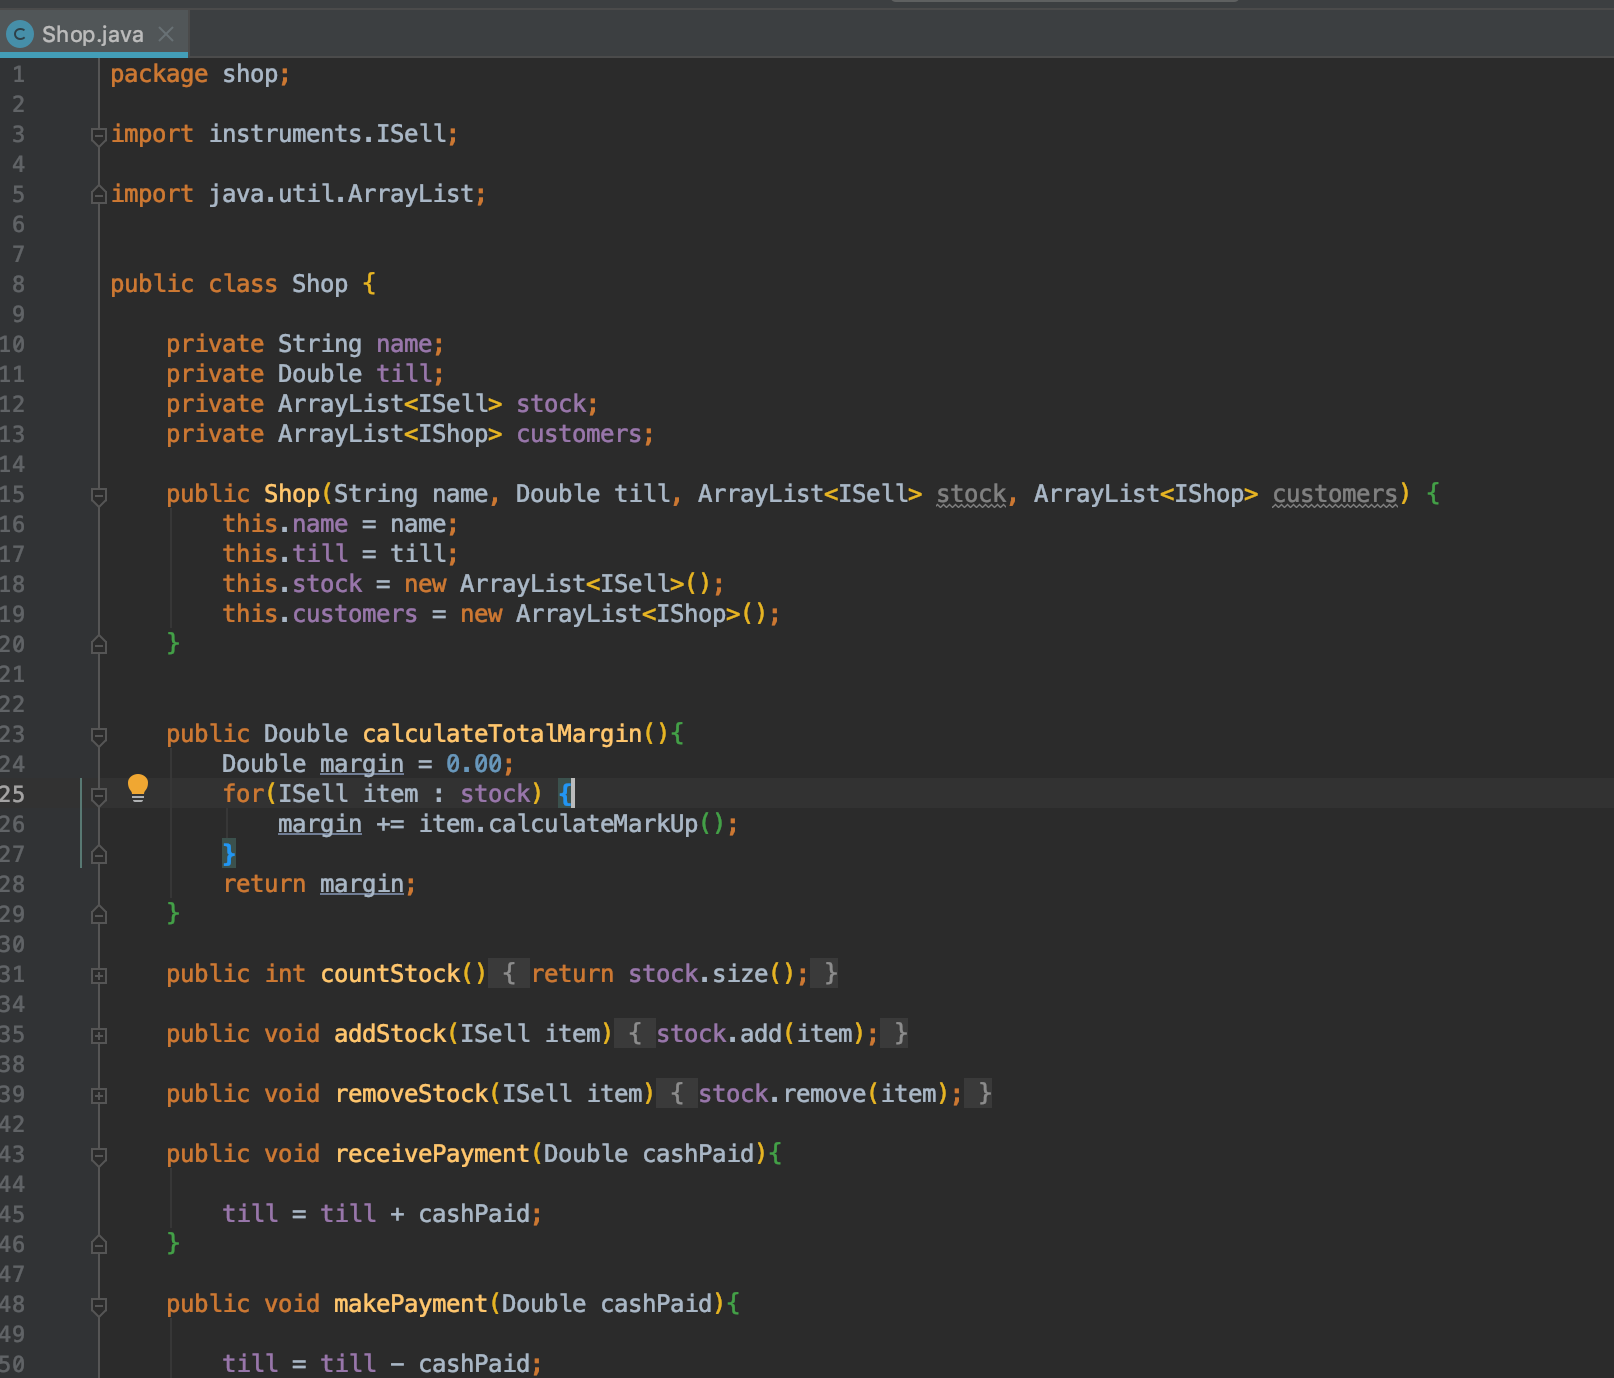 Shop.java
1 package shop;
2
3 import instruments.ISell;
4
5 import java.util.ArrayList;
6
7
8 public class Shop {
9
10 private String name;
11 private Double till;
12 private ArrayList<ISell> stock;
13 private ArrayList<IShop> customers;
14
15 public Shop(String name, Double till, ArrayList<ISell> stock, ArrayList<IShop> customers) {
16 this.name = name;
17 this.till = till;
18 this.stock = new ArrayList<ISell>();
19 this.customers = new ArrayList<IShop>();
20 }
21
22
23 public Double calculateTotalMargin(){
24 Double margin = 0.00;
25 for(ISell item : stock) {
26 margin += item.calculateMarkUp();
27 }
28 return margin;
29 }
30
31 public int countStock() { return stock.size(); }
34
35 public void addStock(ISell item) { stock.add(item); }
38
39 public void removeStock(ISell item) { stock.remove(item); }
42
43 public void receivePayment(Double cashPaid){
44
45 till = till + cashPaid;
46 }
47
48 public void makePayment(Double cashPaid){
49
50 till = till - cashPaid;